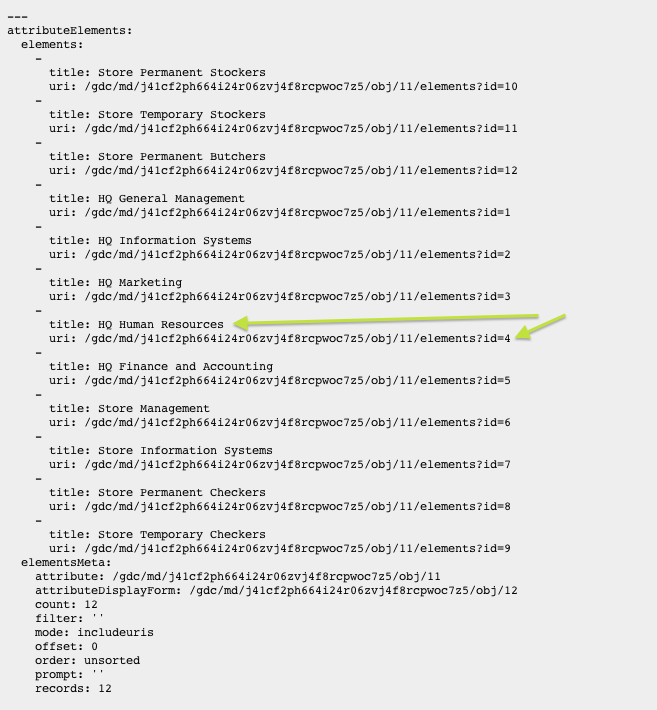 ---
attributeElements:
  elements:
    -
      title: Store Permanent Stockers
      uri: /gdc/md/j41cf2ph664i24r06zvj4f8rcpwoc7z5/obj/11/elements?id=10
    -
      title: Store Temporary Stockers
      uri: /gdc/md/j41cf2ph664i24r06zvj4f8rcpwoc7z5/obj/11/elements?id=11
    -
      title: Store Permanent Butchers
      uri: /gdc/md/j41cf2ph664i24r06zvj4f8rcpwoc7z5/obj/11/elements?id=12
    -
      title: HQ General Management
      uri: /gdc/md/j41cf2ph664i24r06zvj4f8rcpwoc7z5/obj/11/elements?id=1
    -
      title: HQ Information Systems
      uri: /gdc/md/j41cf2ph664i24r06zvj4f8rcpwoc7z5/obj/11/elements?id=2
    -
      title: HQ Marketing
      uri: /gdc/md/j41cf2ph664i24r06zvj4f8rcpwoc7z5/obj/11/elements?id=3
    -
      title: HQ Human Resources
      uri: /gdc/md/j41cf2ph664i24r06zvj4f8rcpwoc7z5/obj/11/elements?id=4
    -
      title: HQ Finance and Accounting
      uri: /gdc/md/j41cf2ph664i24r06zvj4f8rcpwoc7z5/obj/11/elements?id=5
    -
      title: Store Management
      uri: /gdc/md/j41cf2ph664i24r06zvj4f8rcpwoc7z5/obj/11/elements?id=6
    -
      title: Store Information Systems
      uri: /gdc/md/j41cf2ph664i24r06zvj4f8rcpwoc7z5/obj/11/elements?id=7
    -
      title: Store Permanent Checkers
      uri: /gdc/md/j41cf2ph664i24r06zvj4f8rcpwoc7z5/obj/11/elements?id=8
    -
      title: Store Temporary Checkers
      uri: /gdc/md/j41cf2ph664i24r06zvj4f8rcpwoc7z5/obj/11/elements?id=9
  elementsMeta:
    attribute: /gdc/md/j41cf2ph664i24r06zvj4f8rcpwoc7z5/obj/11
    attributeDisplayForm: /gdc/md/j41cf2ph664i24r06zvj4f8rcpwoc7z5/obj/12
    count: 12
    filter: ''
    mode: includeuris
    offset: 0
    order: unsorted
    prompt: ''
    records: 12